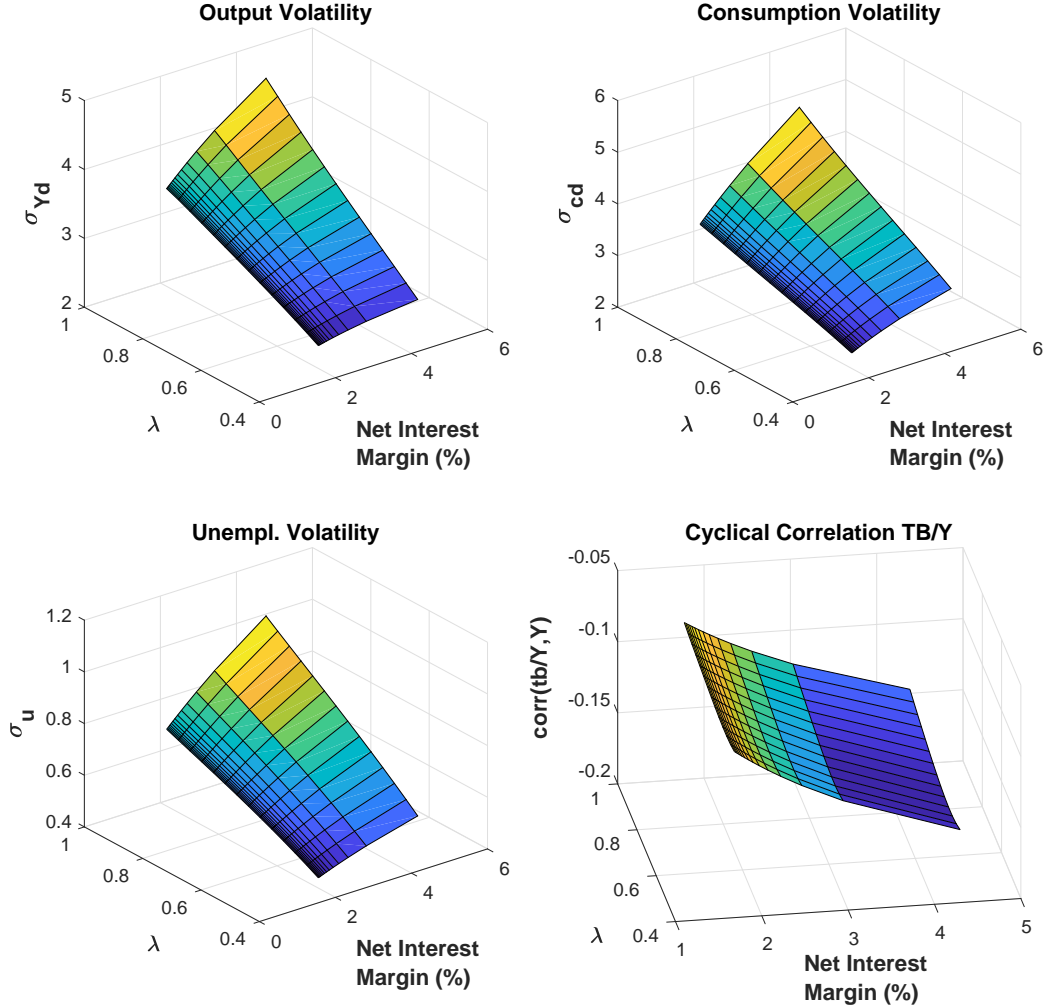 Output Volatility
5
4
3
2
σYd
1
0.8
0.6
0.4
λ
0
2
4
6
Net Interest
Margin (%)
Consumption Volatility
6
5
4
3
2
σcd
1
0.8
0.6
0.4
λ
0
2
4
6
Net Interest
Margin (%)
Unempl. Volatility
1.2
1
0.8
0.6
0.4
σu
1
0.8
0.6
0.4
λ
0
2
4
6
Net Interest
Margin (%)
Cyclical Correlation TB/Y
-0.05
-0.1
-0.15
-0.2
corr(tb/Y,Y)
1
0.8
0.6
0.4
λ
1
2
3
4
5
Net Interest
Margin (%)